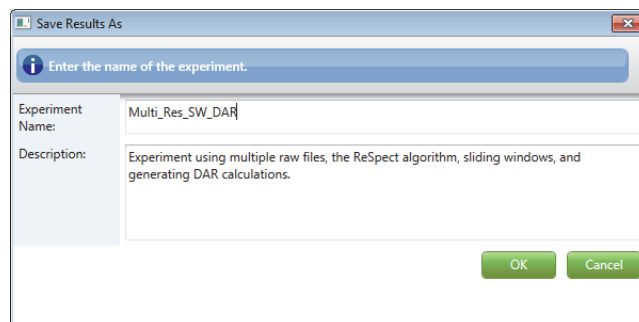 Save Results As
Enter the name of the experiment.
Experiment
Name:
Multi_Res_SW_DAR
Description:
Experiment using multiple raw files, the ReSpect algorithm, sliding windows, and
generating DAR calculations.
OK
Cancel